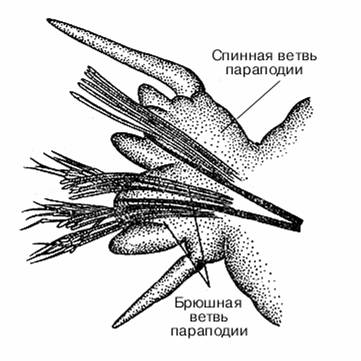 Спинная ветвь
параподии
Брюшная
ветвь
параподии